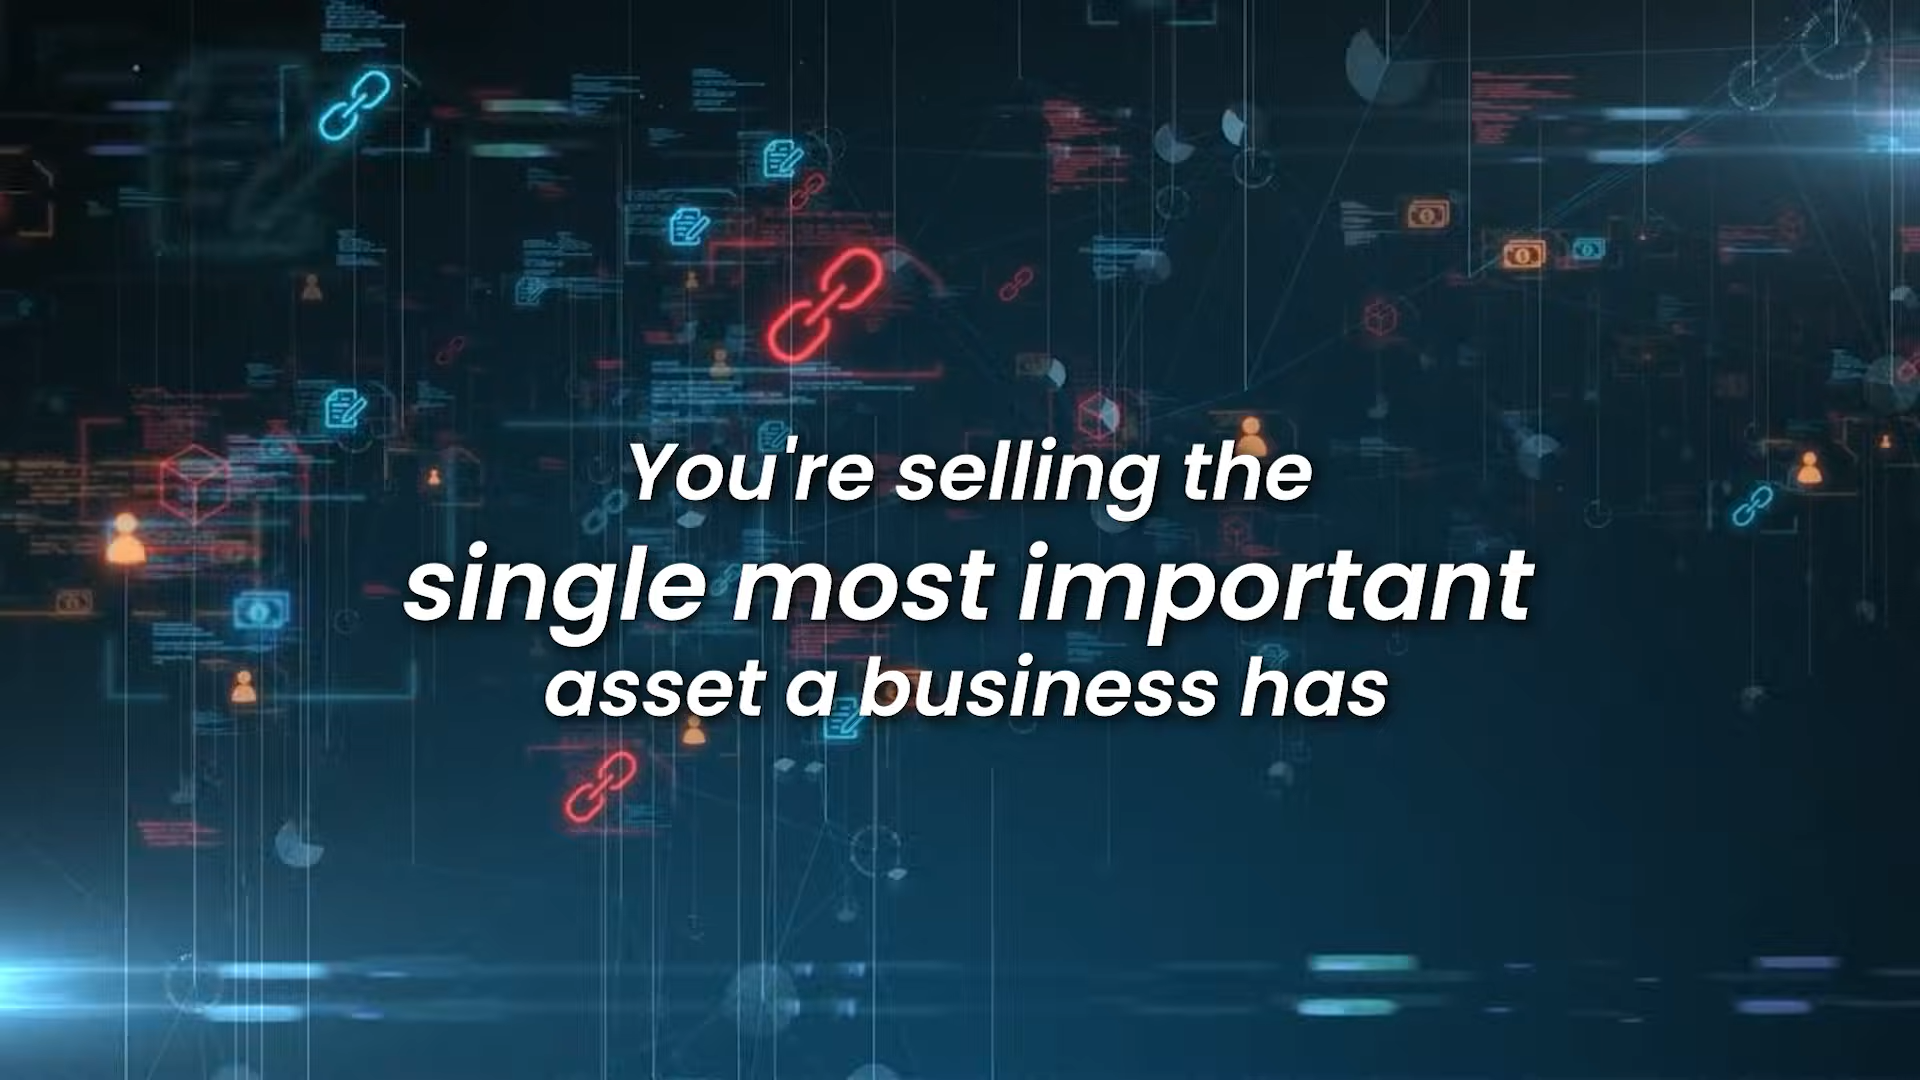 You're selling the
single most important
asset a business has